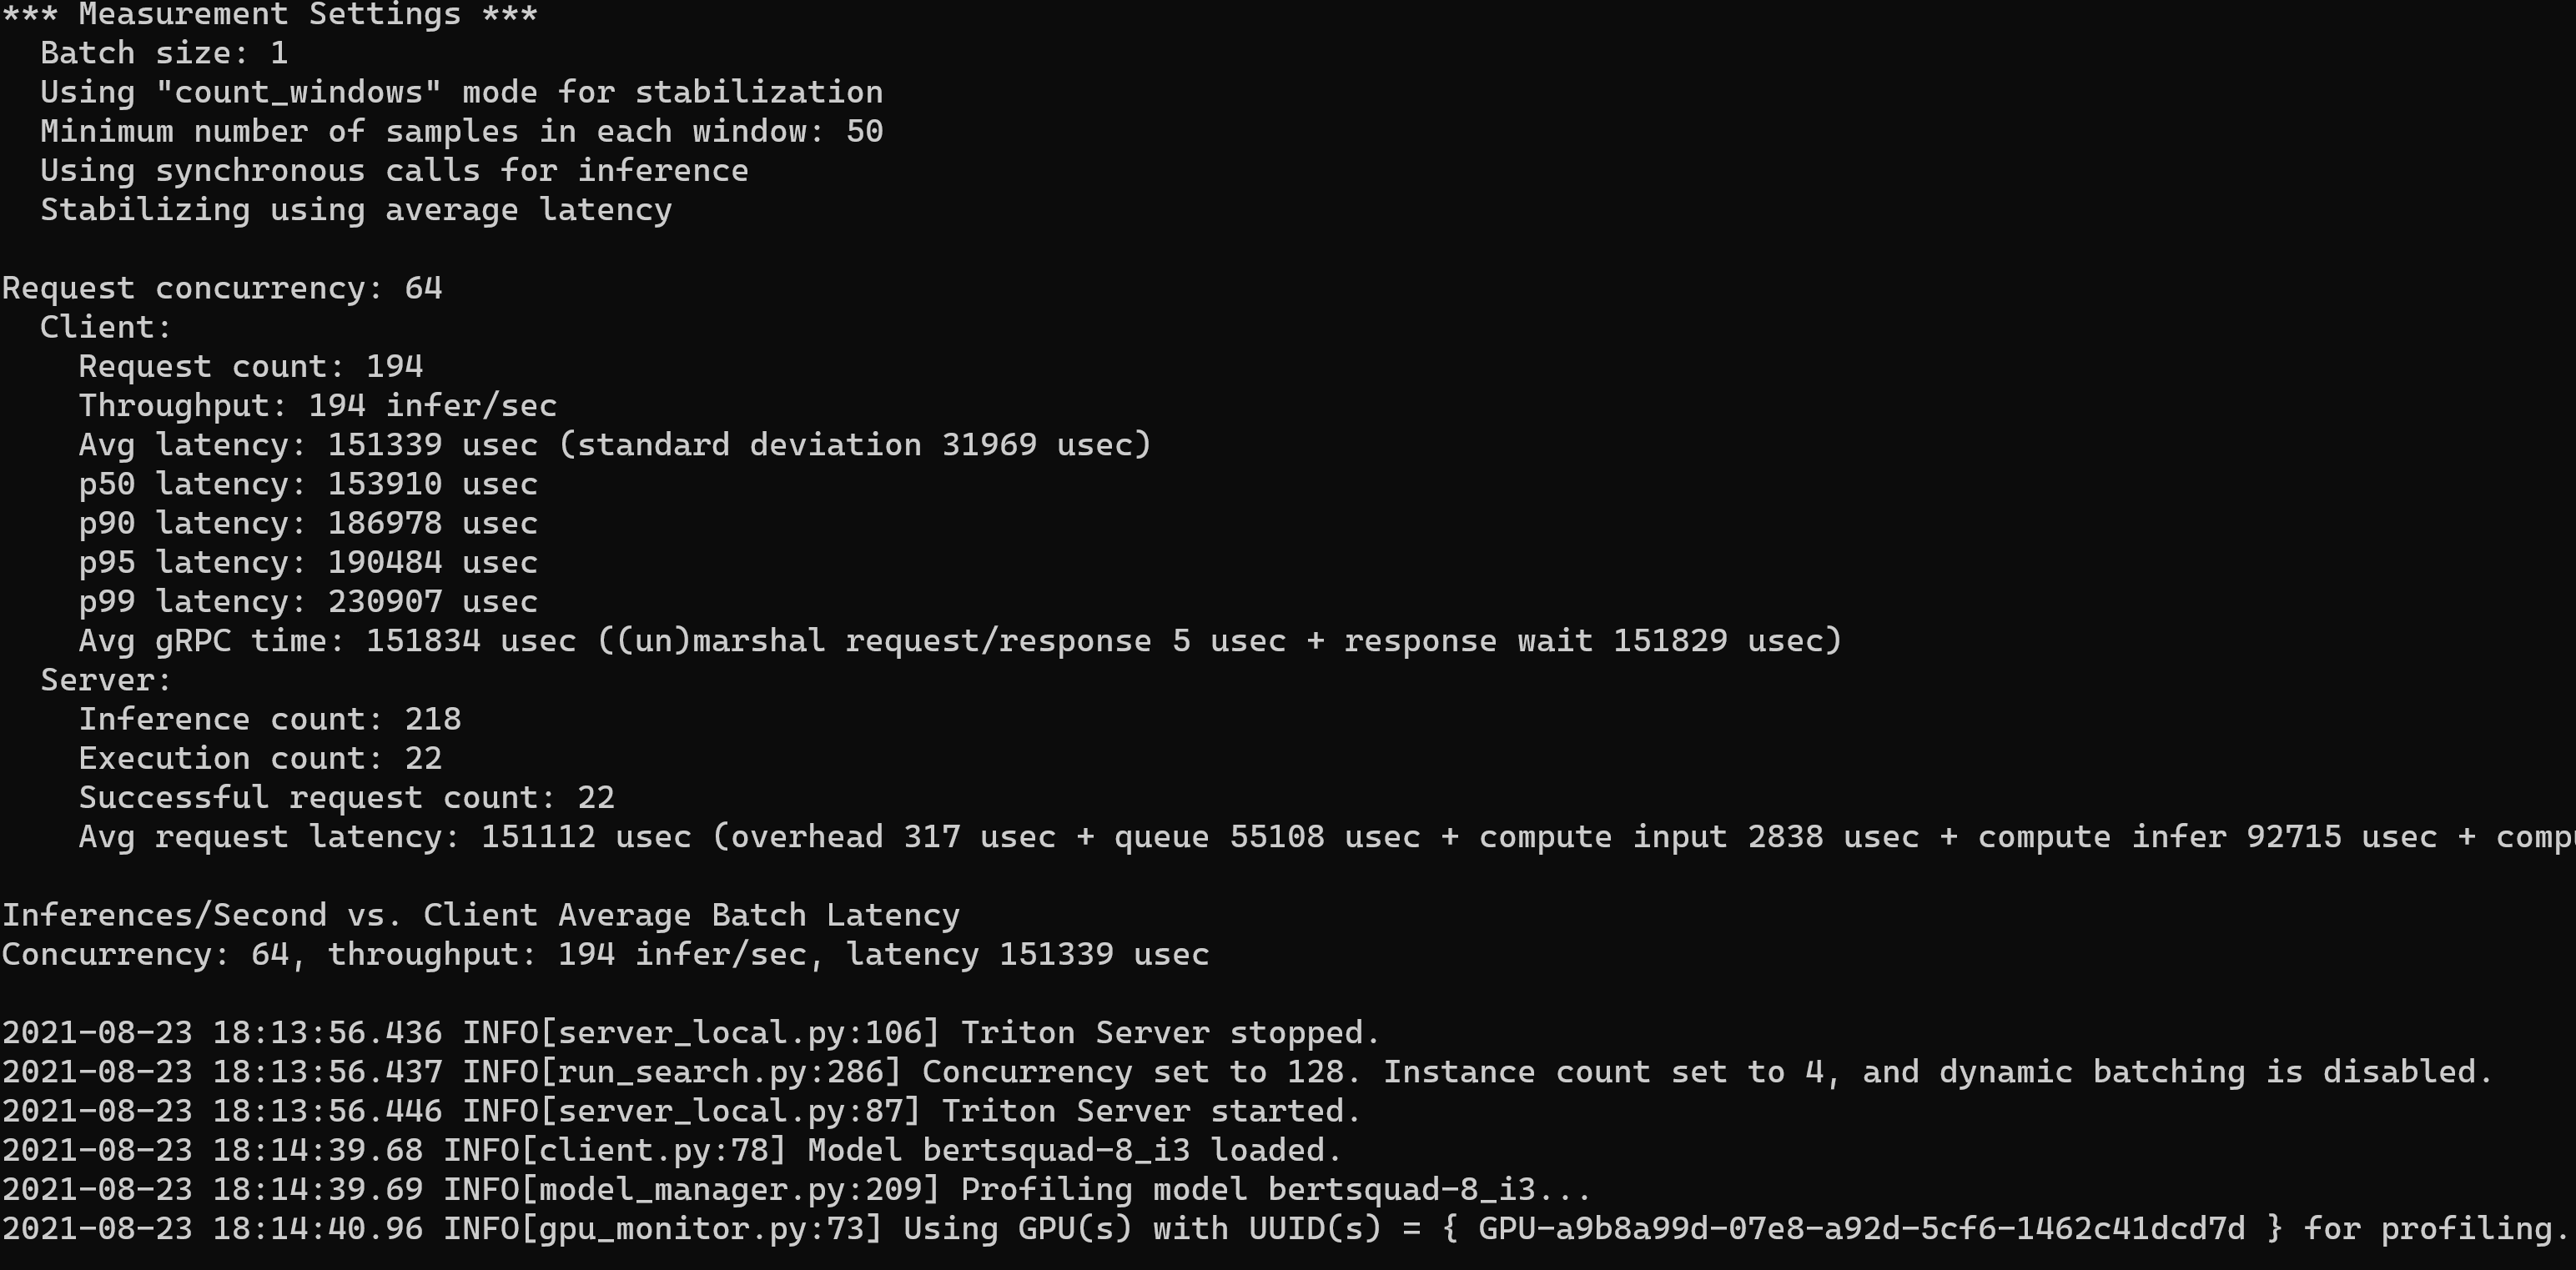 *** Measurement Settings ***
  Batch size: 1
  Using "count_windows" mode for stabilization
  Minimum number of samples in each window: 50
  Using synchronous calls for inference
  Stabilizing using average latency

Request concurrency: 64
  Client:
    Request count: 194
    Throughput: 194 infer/sec
    Avg latency: 151339 usec (standard deviation 31969 usec)
    p50 latency: 153910 usec
    p90 latency: 186978 usec
    p95 latency: 190484 usec
    p99 latency: 230907 usec
    Avg gRPC time: 151834 usec ((un)marshal request/response 5 usec + response wait 151829 usec)
  Server:
    Inference count: 218
    Execution count: 22
    Successful request count: 22
    Avg request latency: 151112 usec (overhead 317 usec + queue 55108 usec + compute input 2838 usec + compute infer 92715 usec +

Inferences/Second vs. Client Average Batch Latency
Concurrency: 64, throughput: 194 infer/sec, latency 151339 usec

2021-08-23 18:13:56.436 INFO[server_local.py:106] Triton Server stopped.
2021-08-23 18:13:56.437 INFO[run_search.py:286] Concurrency set to 128. Instance count set to 4, and dynamic batching is disabled.
2021-08-23 18:13:56.446 INFO[server_local.py:87] Triton Server started.
2021-08-23 18:14:39.68 INFO[client.py:78] Model bertsquad-8_i3 loaded.
2021-08-23 18:14:39.69 INFO[model_manager.py:209] Profiling model bertsquad-8_i3...
2021-08-23 18:14:40.96 INFO[gpu_monitor.py:73] Using GPU(s) with UUID(s) = { GPU-a9b8a99d-07e8-a92d-5cf6-1462c41dcd7d } for profiling.